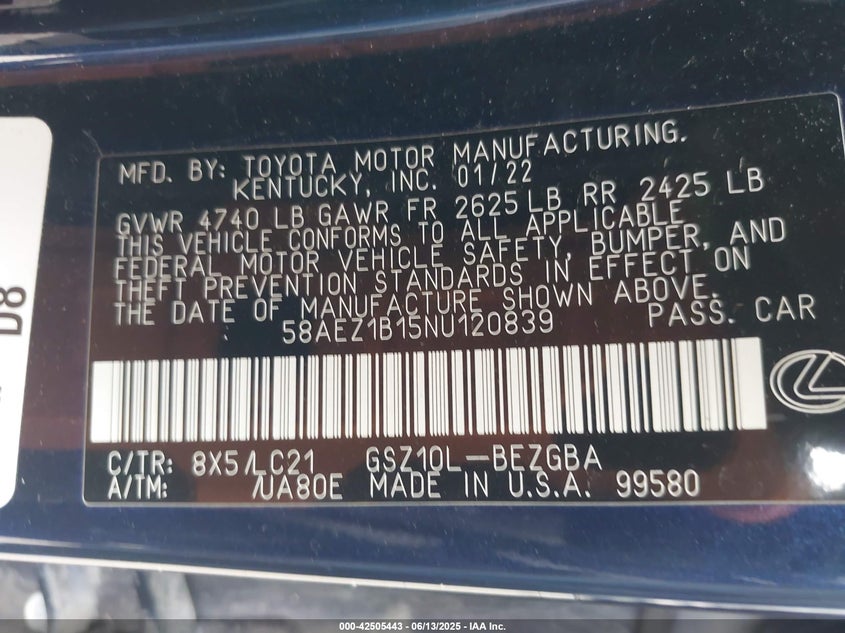 MFD. BY: TOYOTA MOTOR MANUFACTURING.
KENTUCKY, INC. 01/22
GVWR 4740 LB GAWR FR 2625 LB RR 2425 LB
THIS VEHICLE CONFORMS TO ALL APPLICABLE
FEDERAL MOTOR VEHICLE SAFETY, BUMPER, AND
THEFT PREVENTION STANDARDS IN EFFECT ON
THE DATE OF MANUFACTURE SHOWN ABOVE.
58AEZ1B15NU120839 PASS. CAR
C/TR: 8X5/LC21 GSZ10L-BEZGBA
A/TM: /UA80E MADE IN U.S.A. 99580
D8
000-42505443 - 06/13/2025 - IAA Inc.